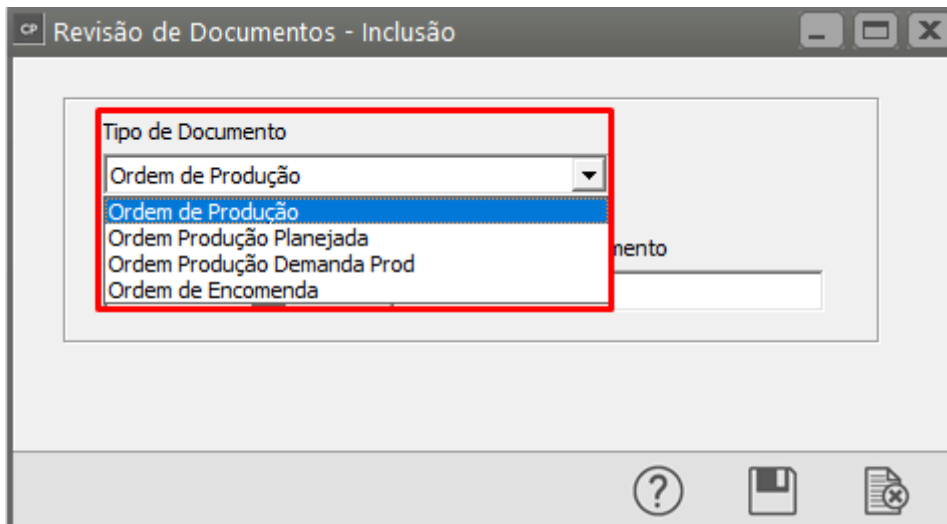 CP Revisão de Documentos - Inclusão
Tipo de Documento
Ordem de Produção
Ordem de Produção
Ordem Produção Planejada
Ordem Produção Demanda Prod
Ordem de Encomenda
mento
?